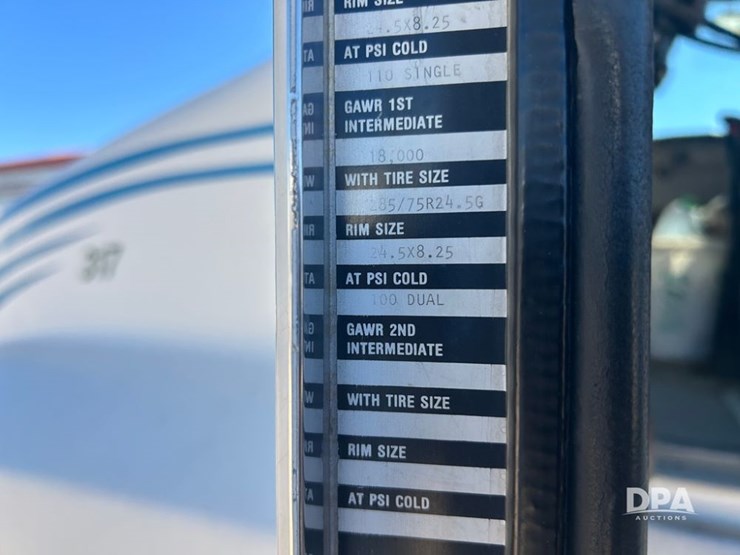 RIM SIZE
24.5X8.25
AT PSI COLD
110 SINGLE
GAWR 1ST
INTERMEDIATE
18,000
WITH TIRE SIZE
285/75R24.5G
RIM SIZE
24.5X8.25
AT PSI COLD
100 DUAL
GAWR 2ND
INTERMEDIATE
WITH TIRE SIZE
RIM SIZE
AT PSI COLD
317
DPA
AUCTIONS